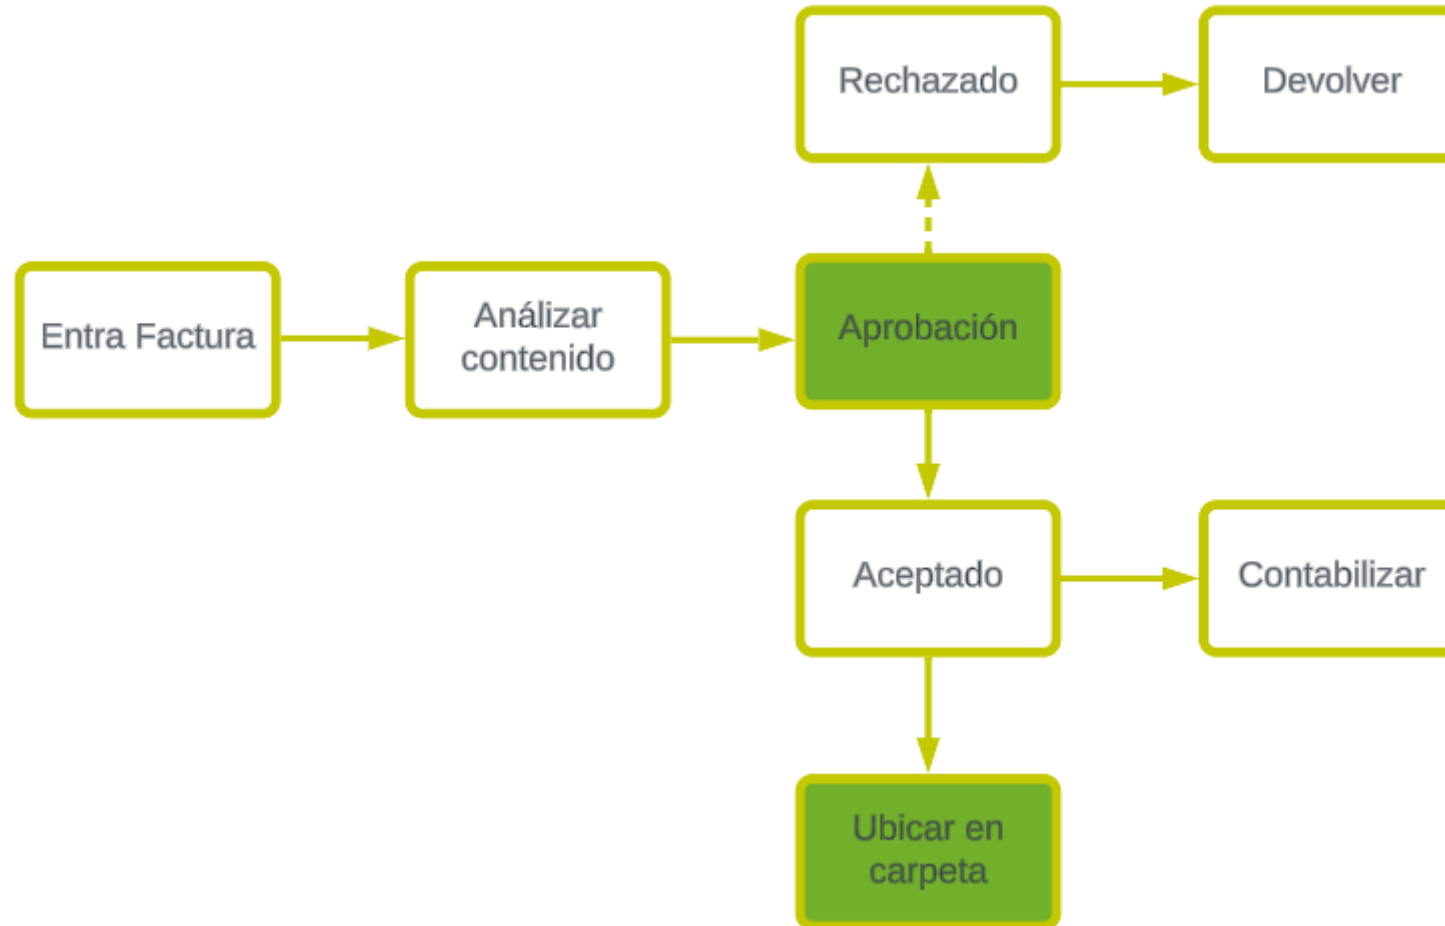 Rechazado
Devolver
Entra Factura
Análizar
contenido
Aprobación
Aceptado
Contabilizar
Ubicar en
carpeta